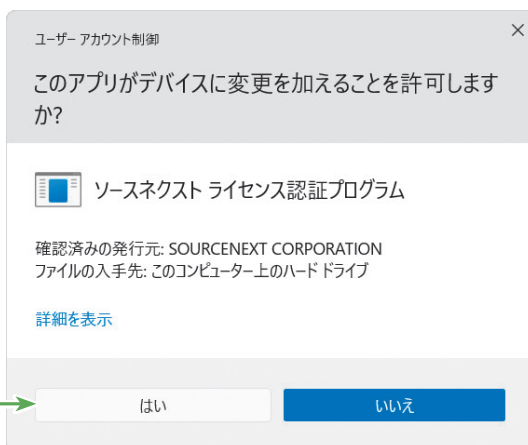 ユーザー アカウント制御
このアプリがデバイスに変更を加えることを許可します
か?
ソースネクスト ライセンス認証プログラム
確認済みの発行元: SOURCENEXT CORPORATION
ファイルの入手先: このコンピューター上のハード ドライブ
詳細を表示
はい
いいえ